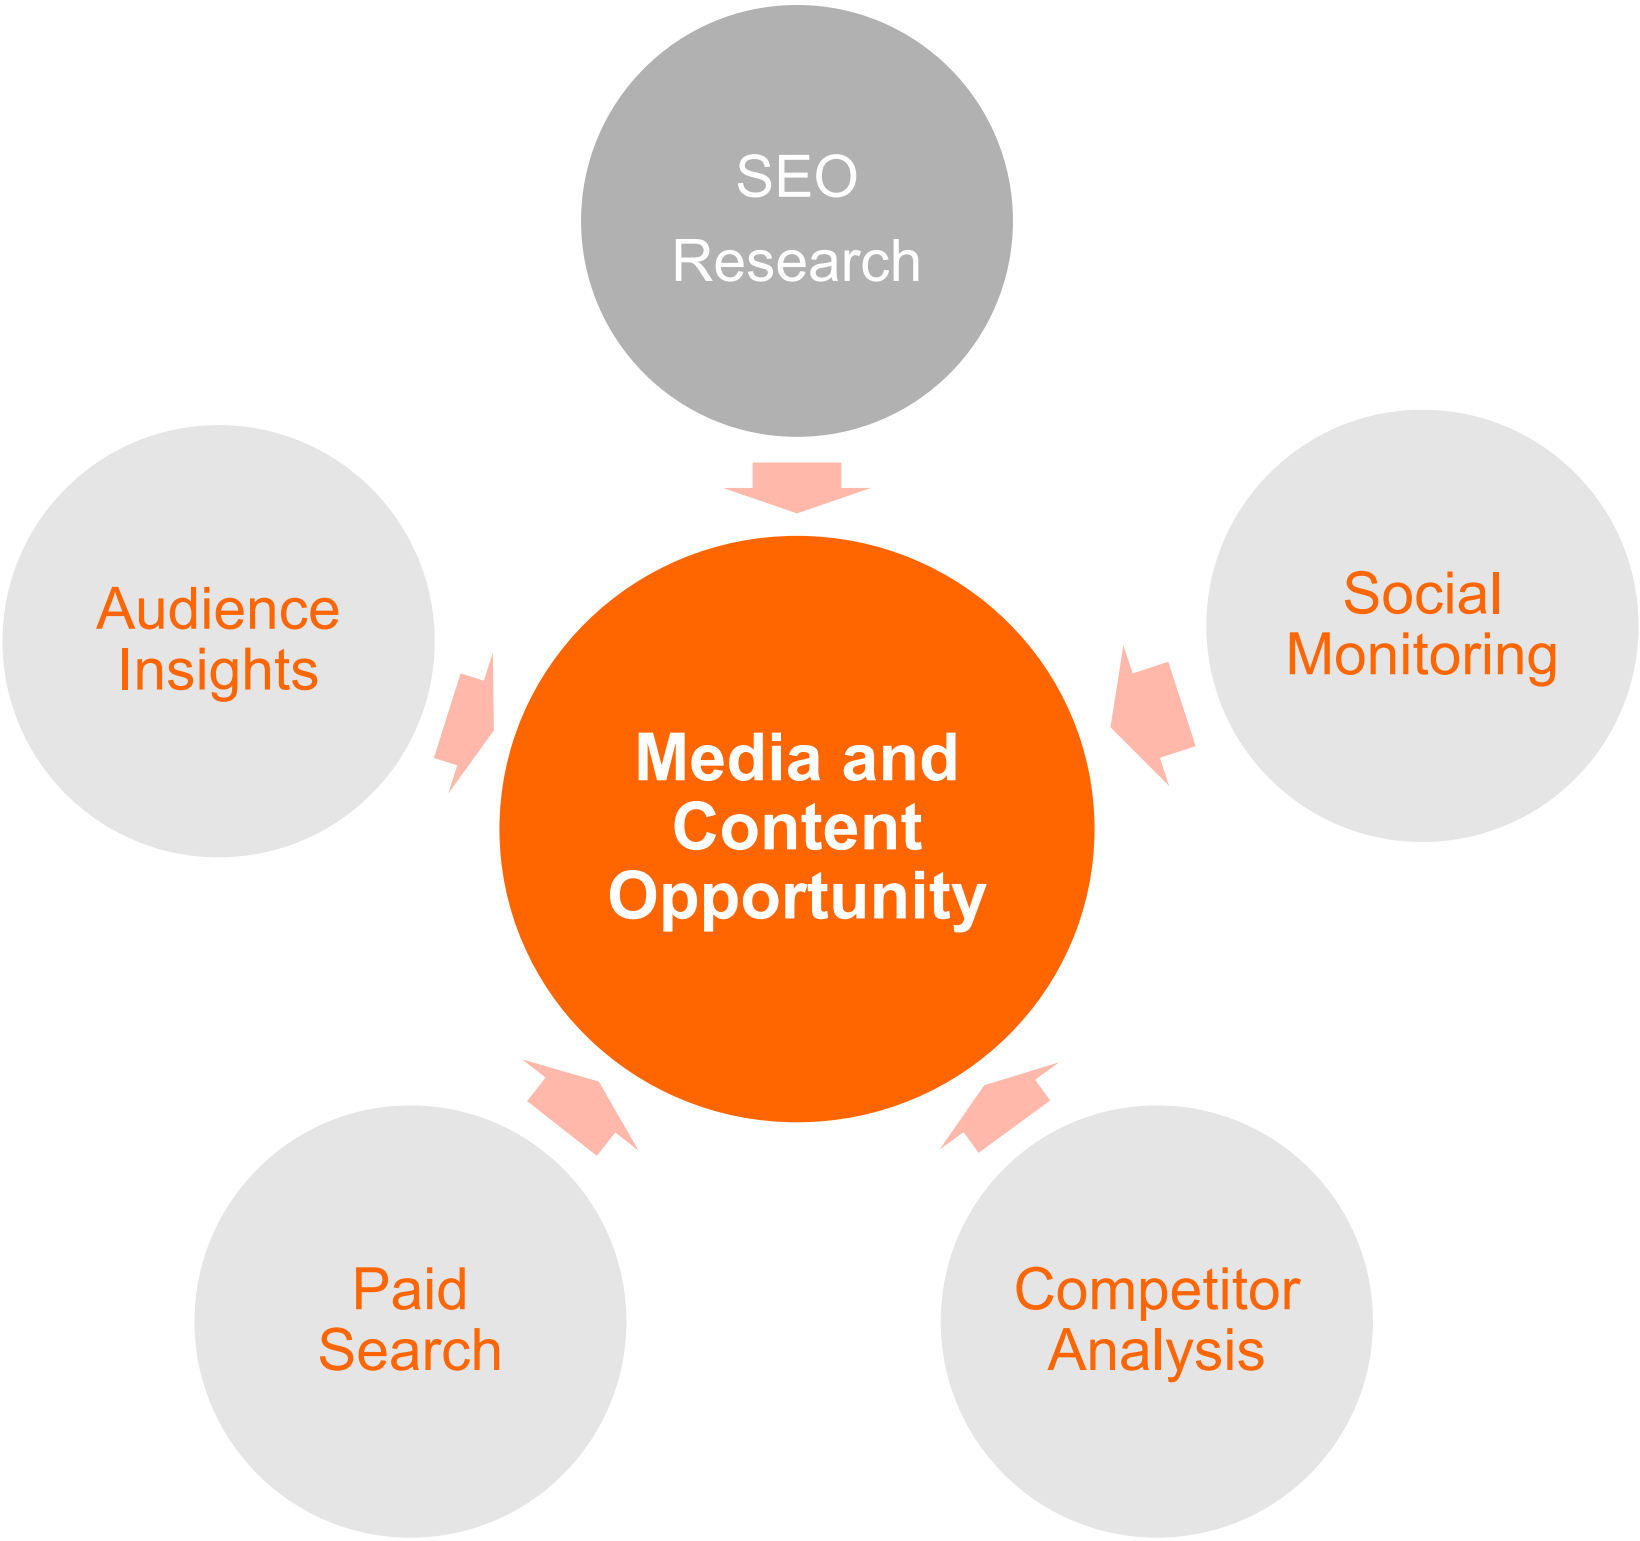 SEO
Research
Audience
Insights
Social
Monitoring
Media and
Content
Opportunity
Paid
Search
Competitor
Analysis